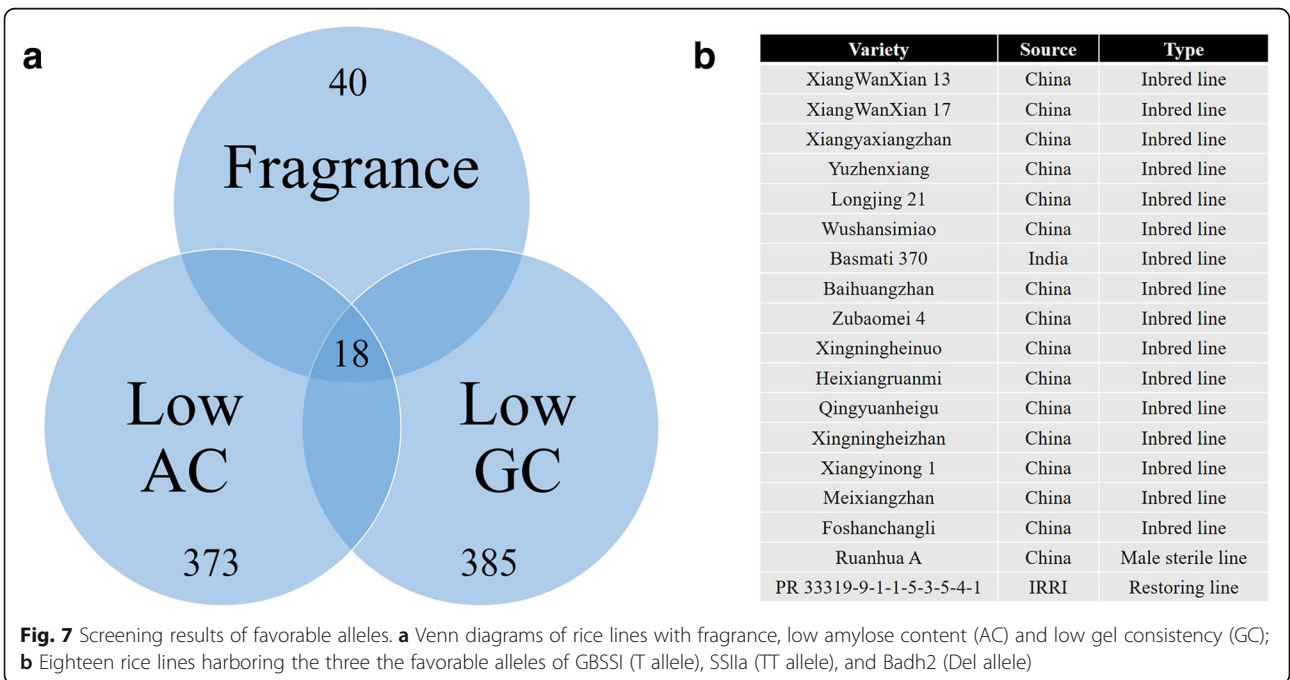 a
40
Fragrance
18
Low
AC
Low
GC
373
385
b
Variety Source Type
XiangWanXian 13 China Inbred line
XiangWanXian 17 China Inbred line
Xiangyaxiangzhan China Inbred line
Yuzhenxiang China Inbred line
Longjing 21 China Inbred line
Wushansimiao China Inbred line
Basmati 370 India Inbred line
Baihuangzhan China Inbred line
Zubaomei 4 China Inbred line
Xingningheinuo China Inbred line
Heixiangruanmi China Inbred line
Qingyuanheigu China Inbred line
Xingningheizhan China Inbred line
Xiangyinong 1 China Inbred line
Meixiangzhan China Inbred line
Foshanchangli China Inbred line
Ruanhua A China Male sterile line
PR 33319-9-1-1-5-3-5-4-1 IRRI Restoring line
Fig. 7 Screening results of favorable alleles. a Venn diagrams of rice lines with fragrance, low amylose content (AC) and low gel consistency (GC);
b Eighteen rice lines harboring the three the favorable alleles of GBSSI (T allele), SSIIa (TT allele), and Badh2 (Del allele)